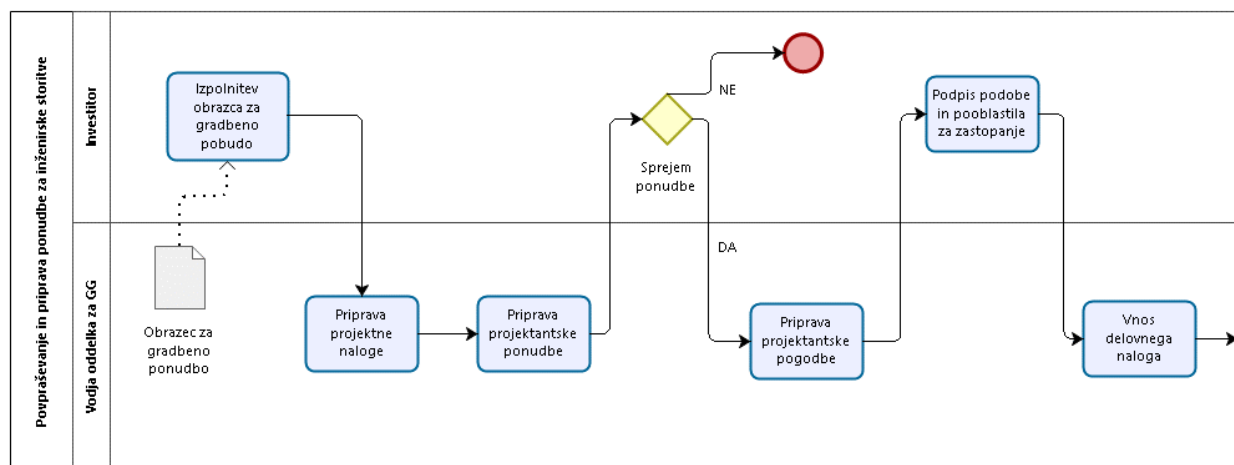 Povpraševanje in priprava ponudbe za inženirske storitve
Investitor
Izpolnitev
obrazca za
gradbeno
pobudo
NE
Sprejem
ponudbe
Podpis podobe
in pooblastila
za zastopanje
Vodja oddelka za GG
DA
Obrazec za
gradbeno
ponudbo
Priprava
projektne
naloge
Priprava
projektantske
ponudbe
Priprava
projektantske
pogodbe
Vnos
delovnega
naloga